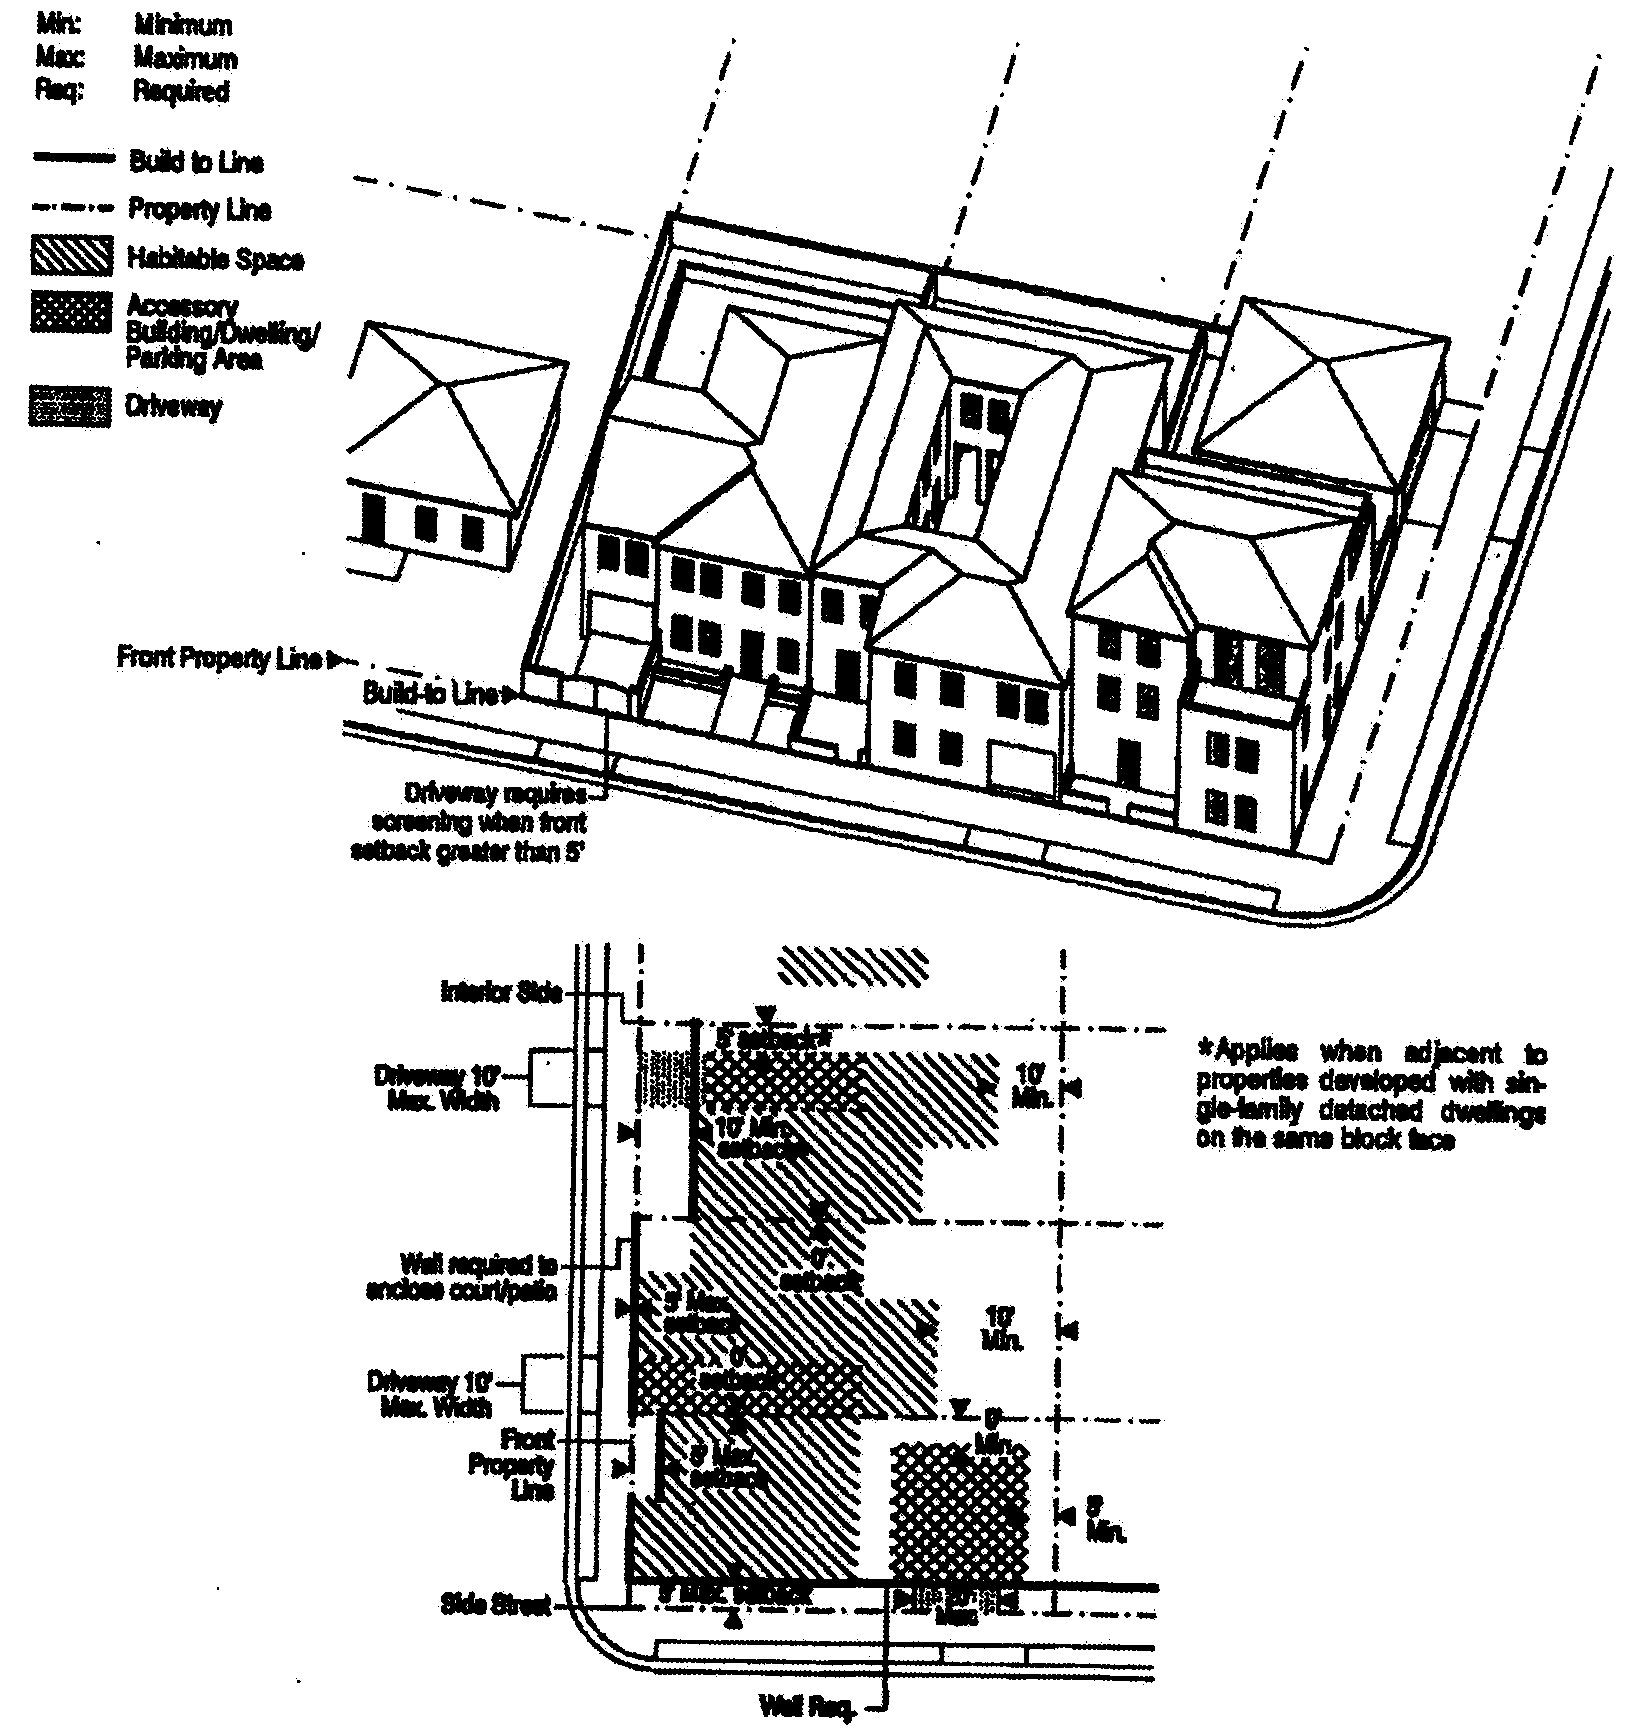 Min: Minimum
Max: Maximum
Req: Required
Build to Line
Property Line
Habitable Space
Accessory
Building/Dwelling/
Parking Area
Driveway
Front Property Line
Build-to Line
Driveway requires
screening when front
setback greater than 5'
Interior Side
5' setback*
Driveway 10'
Max. Width
10'
Min.
*Applies when adjacent to
properties developed with sin-
gle-family detached dwellings
on the same block face
10' Min.
setback
Wall required to
enclose court/patio
0'
setback
5' Max.
setback
10'
Min.
0'
setback
Driveway 10'
Max. Width
Front
Property
Line
Min.
5' Max.
setback
5'
Min.
Side Street
5' Max. setback
20'
Max.
Wall Req.